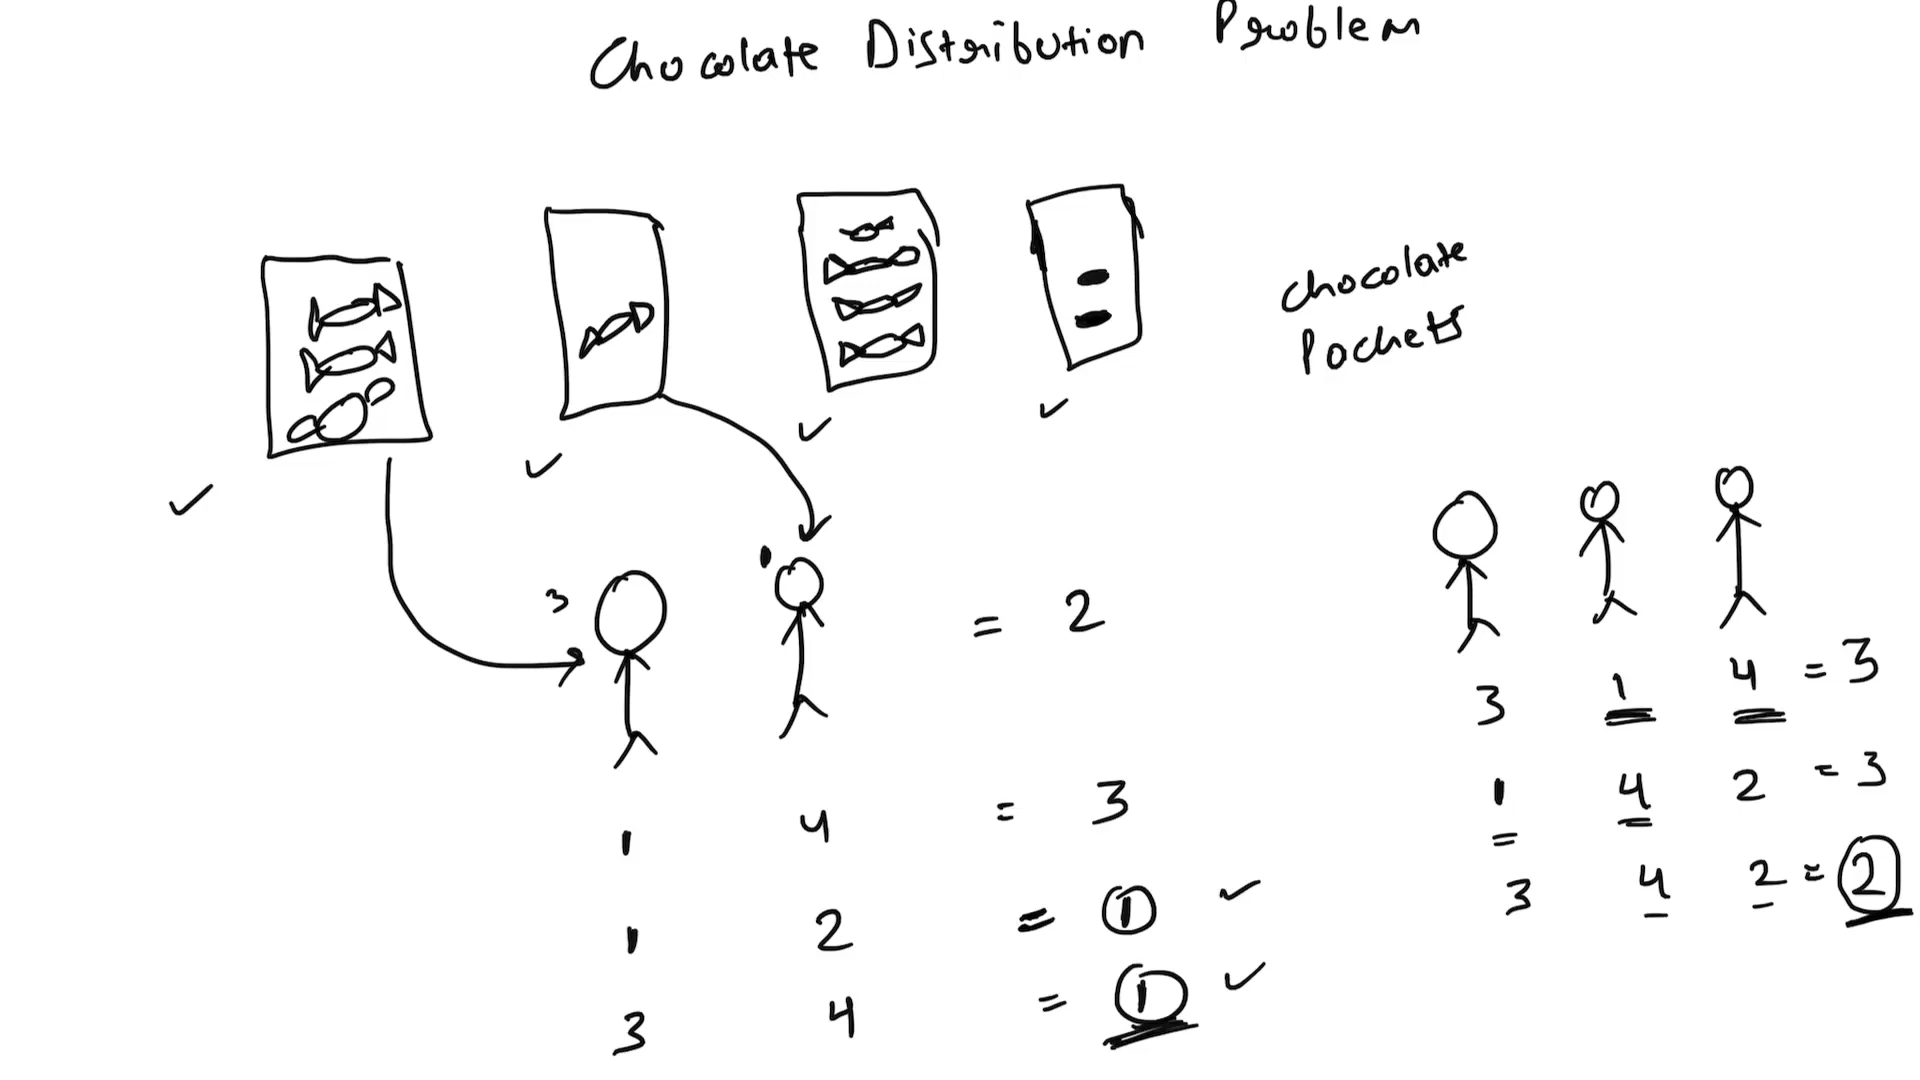 Chocolate Distribution Problem
Chocolate
Pockets
3 1 = 2
1 4 = 3
1 2 = 1
3 4 = 1
3 1 4 = 3
1 4 2 = 3
3 4 2 = 2